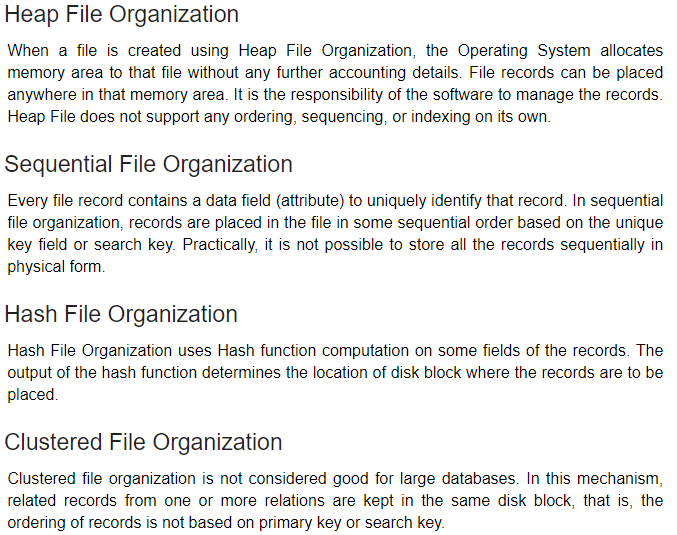 Heap File Organization
When a file is created using Heap File Organization, the Operating System allocates
memory area to that file without any further accounting details. File records can be placed
anywhere in that memory area. It is the responsibility of the software to manage the records.
Heap File does not support any ordering, sequencing, or indexing on its own.
Sequential File Organization
Every file record contains a data field (attribute) to uniquely identify that record. In sequential
file organization, records are placed in the file in some sequential order based on the unique
key field or search key. Practically, it is not possible to store all the records sequentially in
physical form.
Hash File Organization
Hash File Organization uses Hash function computation on some fields of the records. The
output of the hash function determines the location of disk block where the records are to be
placed.
Clustered File Organization
Clustered file organization is not considered good for large databases. In this mechanism,
related records from one or more relations are kept in the same disk block, that is, the
ordering of records is not based on primary key or search key.